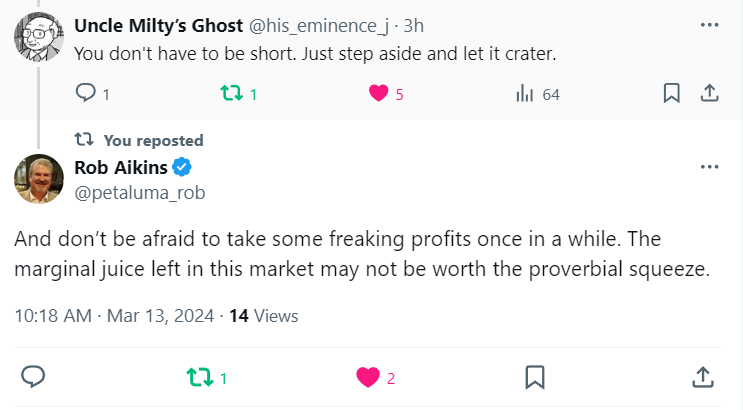 Uncle Milty’s Ghost @his_eminence_j · 3h
You don't have to be short. Just step aside and let it crater.
1 1 5 64
You reposted
Rob Aikins
@petaluma_rob
And don’t be afraid to take some freaking profits once in a while. The
marginal juice left in this market may not be worth the proverbial squeeze.
10:18 AM · Mar 13, 2024 · 14 Views
1 2